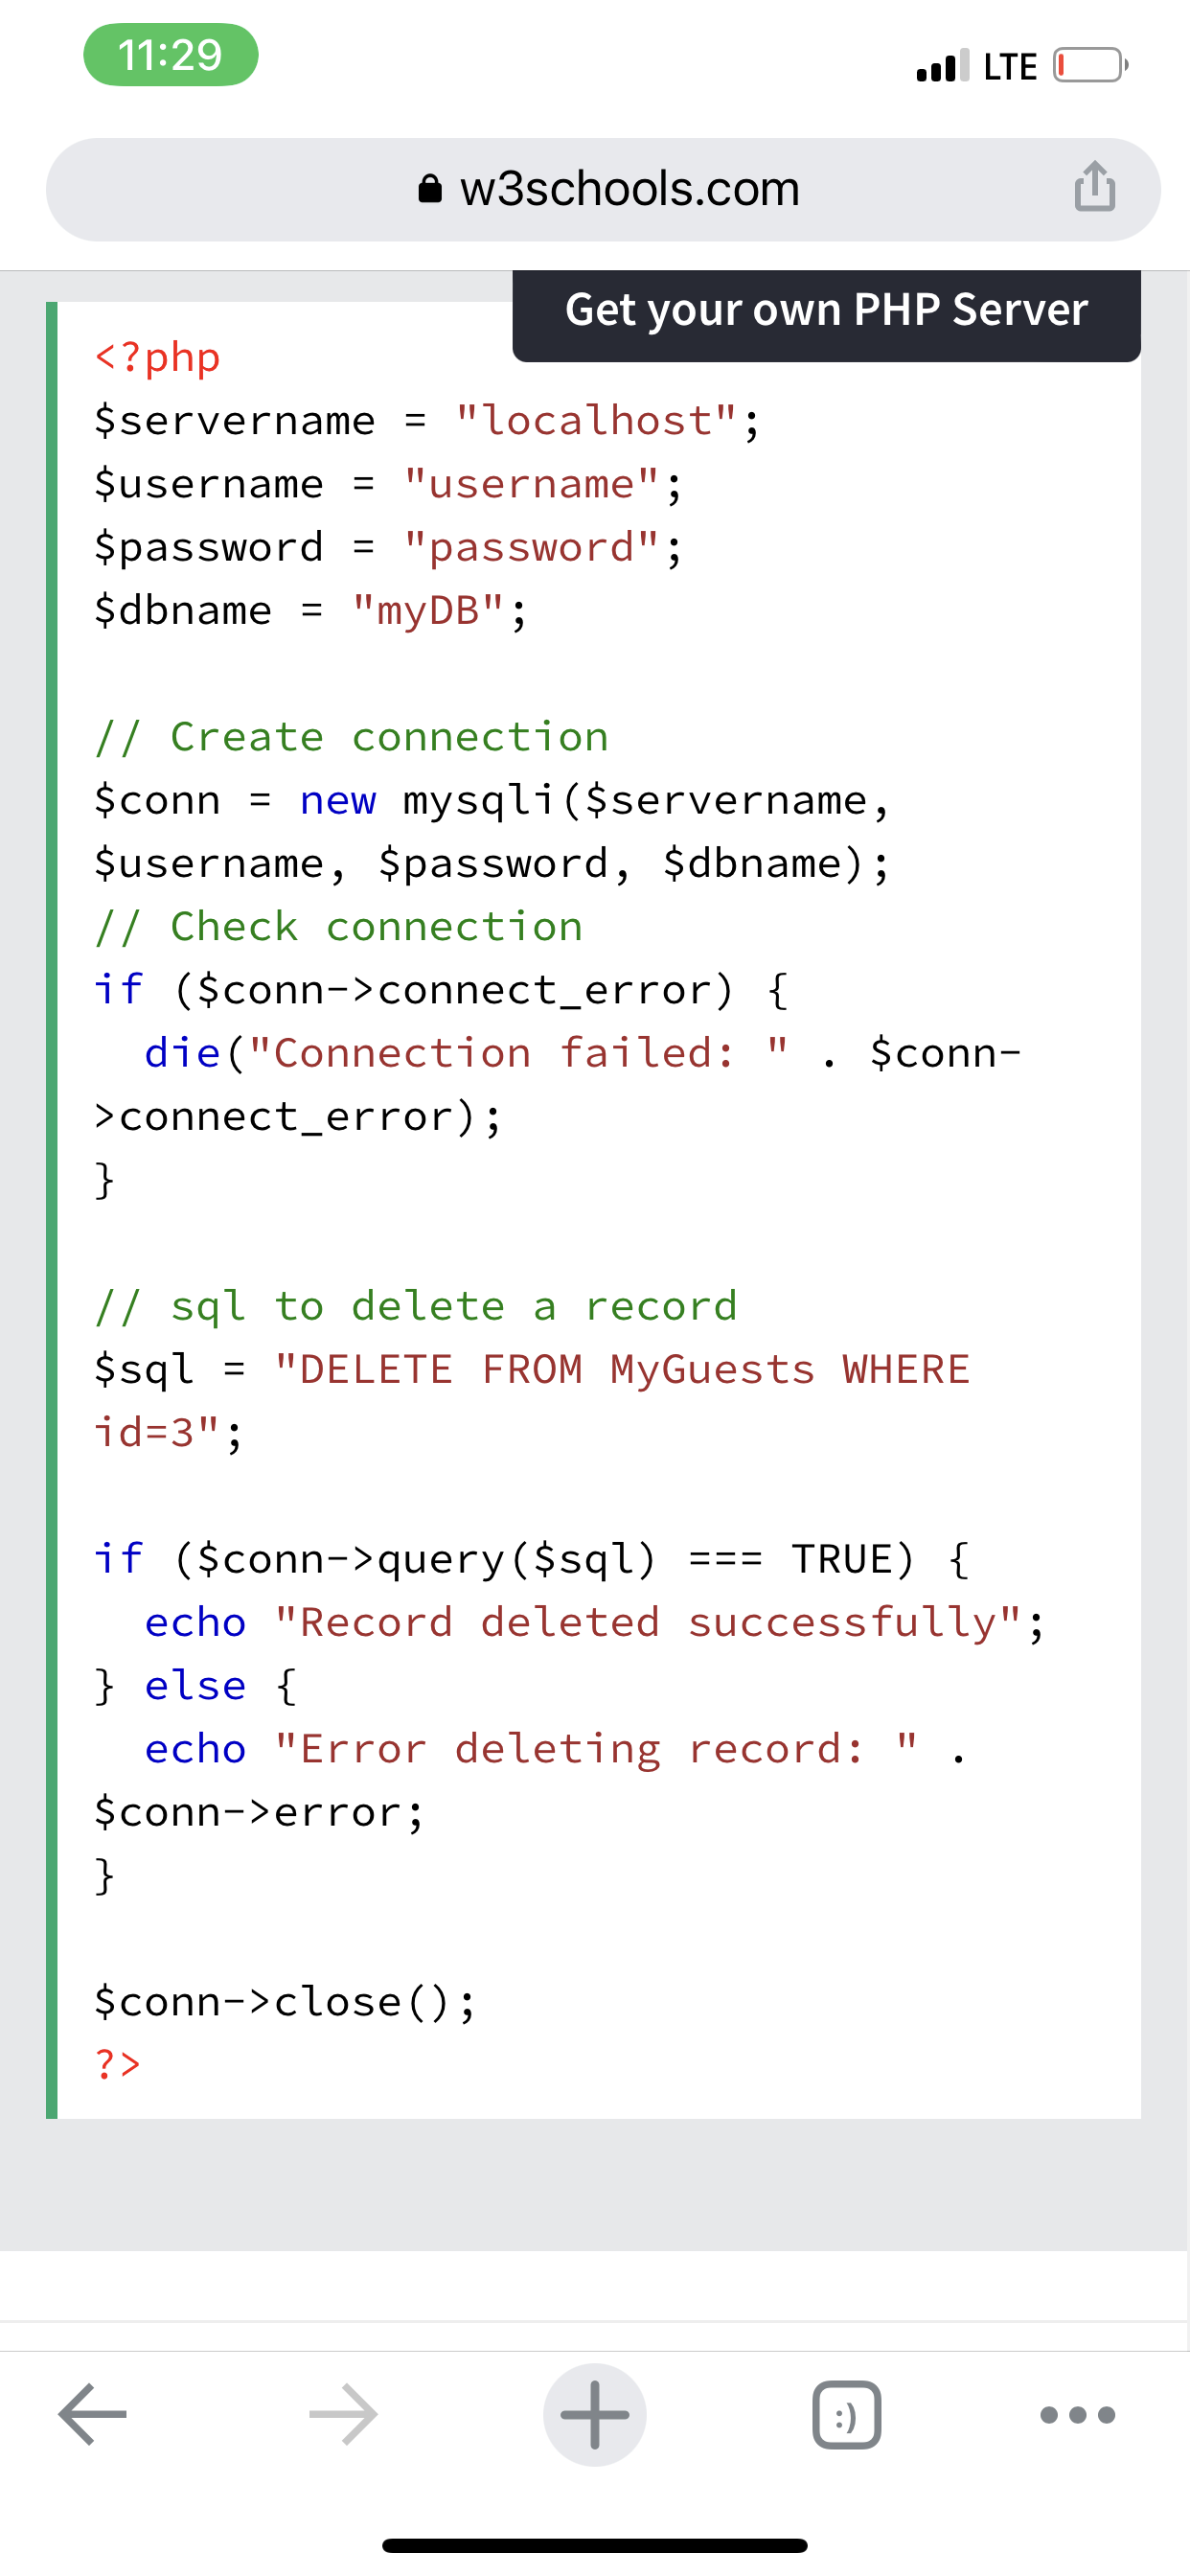 11:29
LTE
w3schools.com
Get your own PHP Server
<?php
$servername = "localhost";
$username = "username";
$password = "password";
$dbname = "myDB";
// Create connection
$conn = new mysqli($servername,
$username, $password, $dbname);
// Check connection
if ($conn->connect_error) {
  die("Connection failed: " . $conn-
>connect_error);
}
// sql to delete a record
$sql = "DELETE FROM MyGuests WHERE
id=3";
if ($conn->query($sql) === TRUE) {
  echo "Record deleted successfully";
} else {
  echo "Error deleting record: " .
$conn->error;
}
$conn->close();
?>
:)